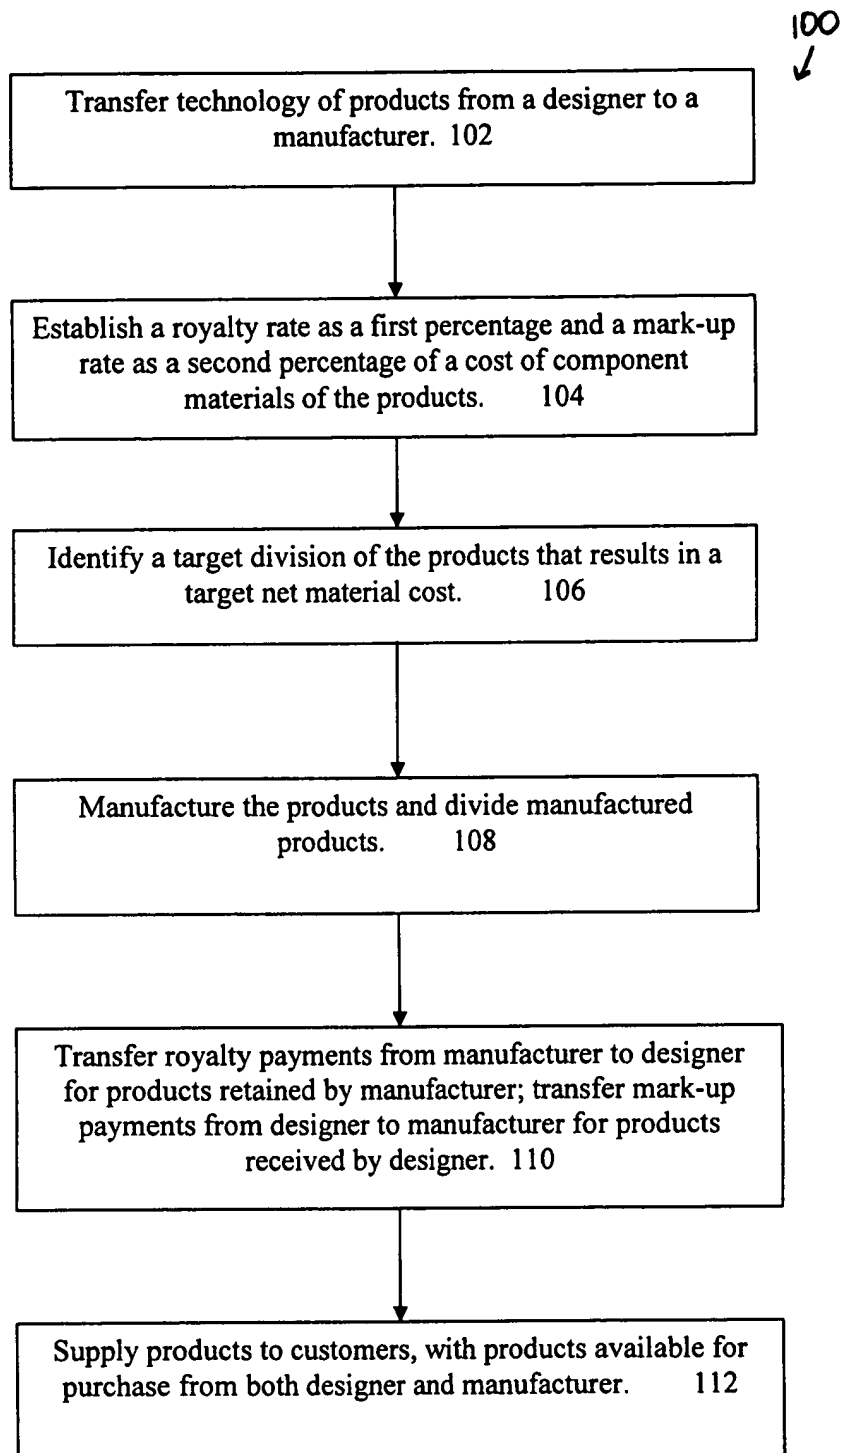 100
Transfer technology of products from a designer to a
manufacturer. 102
Establish a royalty rate as a first percentage and a mark-up
rate as a second percentage of a cost of component
materials of the products. 104
Identify a target division of the products that results in a
target net material cost. 106
Manufacture the products and divide manufactured
products. 108
Transfer royalty payments from manufacturer to designer
for products retained by manufacturer; transfer mark-up
payments from designer to manufacturer for products
received by designer. 110
Supply products to customers, with products available for
purchase from both designer and manufacturer. 112